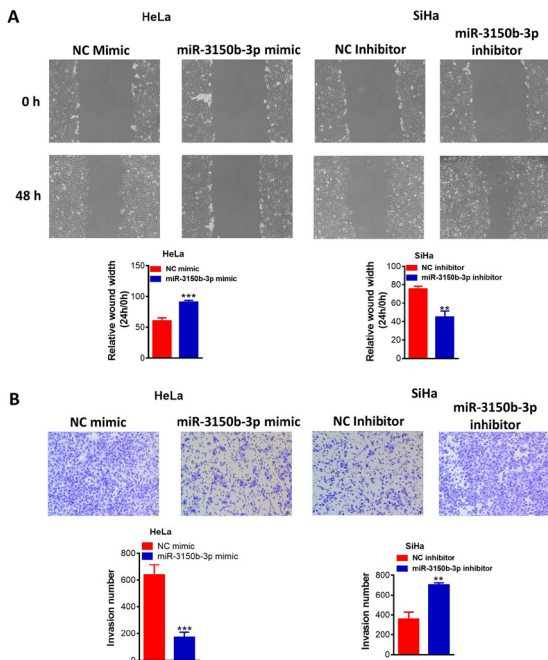 A
HeLa
SiHa
NC Mimic
miR-3150b-3p mimic
NC Inhibitor
miR-3150b-3p
inhibitor
0 h
48 h
HeLa
NC mimic
miR-3150b-3p mimic
Relative wound width
(24h/0h)
150
100
50
0
***
SiHa
NC inhibitor
miR-3150b-3p inhibitor
Relative wound width
(24h/0h)
100
80
60
40
20
0
**
B
HeLa
SiHa
NC mimic
miR-3150b-3p mimic
NC Inhibitor
miR-3150b-3p
inhibitor
HeLa
NC mimic
miR-3150b-3p mimic
Invasion number
800
600
400
200
0
***
SiHa
NC inhibitor
miR-3150b-3p inhibitor
Invasion number
800
600
400
200
0
**